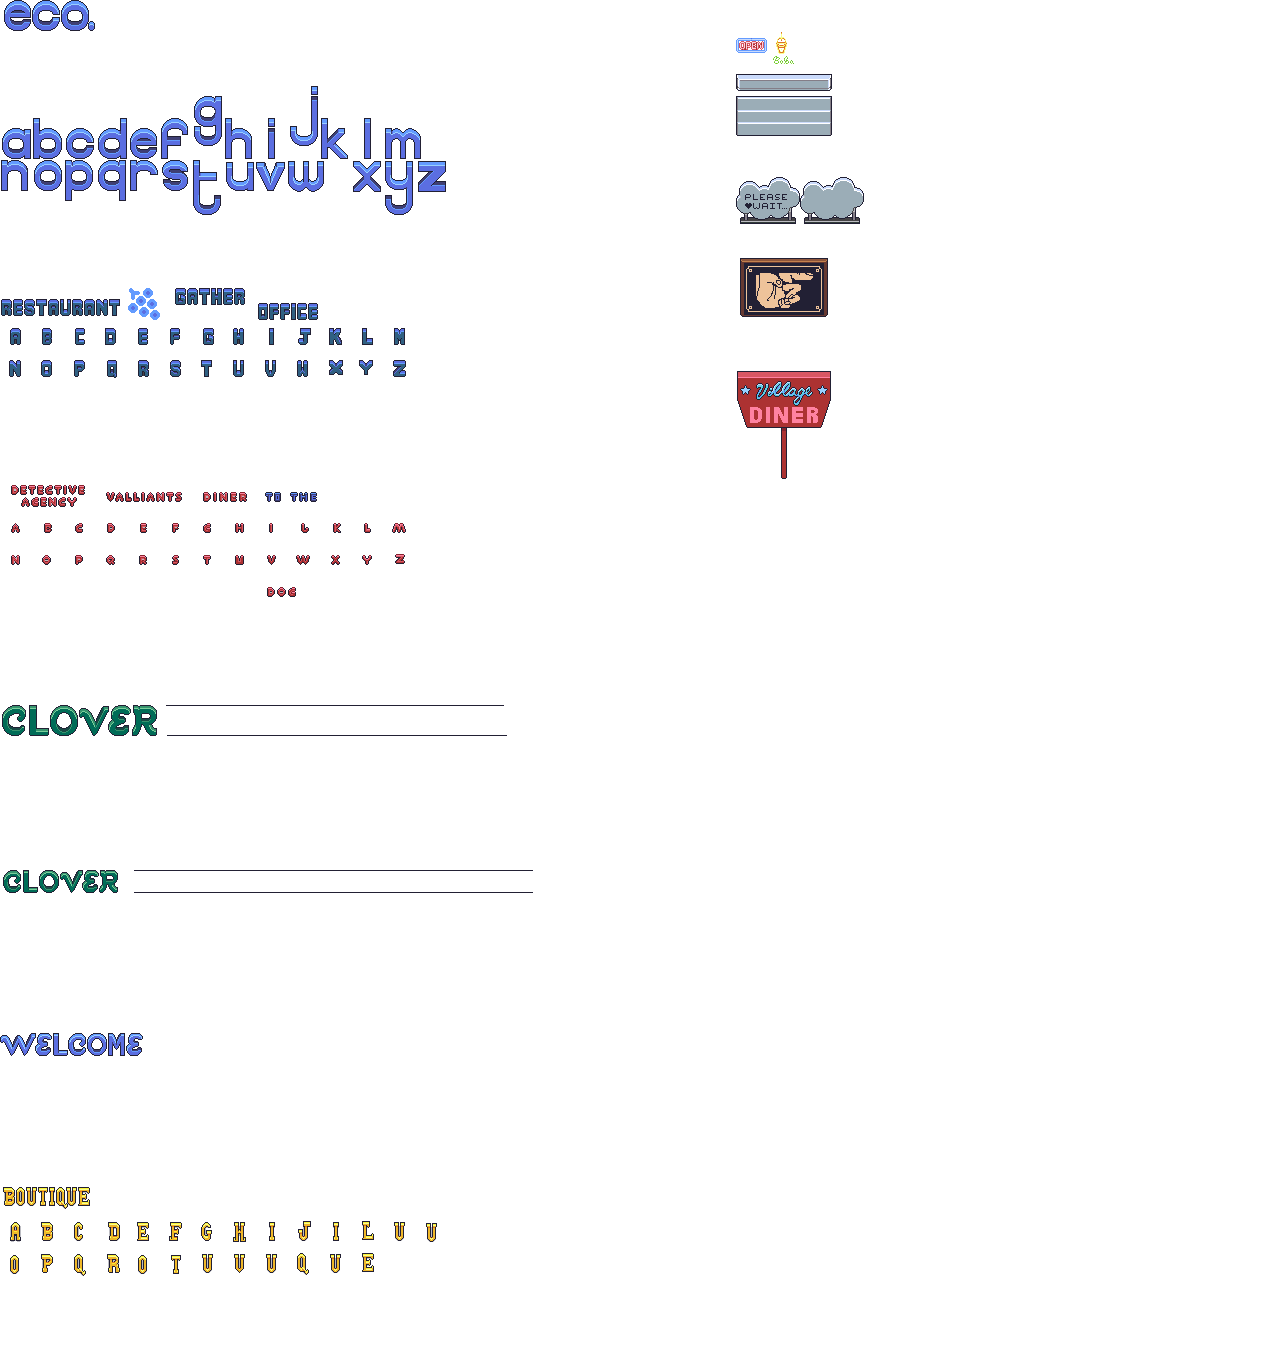 eco.
OPEN
Boba
abcdefghijklm
nopqrstuvwxyz
PLEASE
♥WAIT...
RESTAURANT GATHER OFFICE
A B C D E F G H I J K L M
N O P Q R S T U V W X Y Z
Village
DINER
DETECTIVE
AGENCY
VALLIANTS DINER TO THE
A B C D E F G H I J K L M
N O P Q R S T U V W X Y Z
DOG
CLOVER
CLOVER
WELCOME
BOUTIQUE
A B C D E F G H I J I L U U
O P Q R O T U V U Q U E